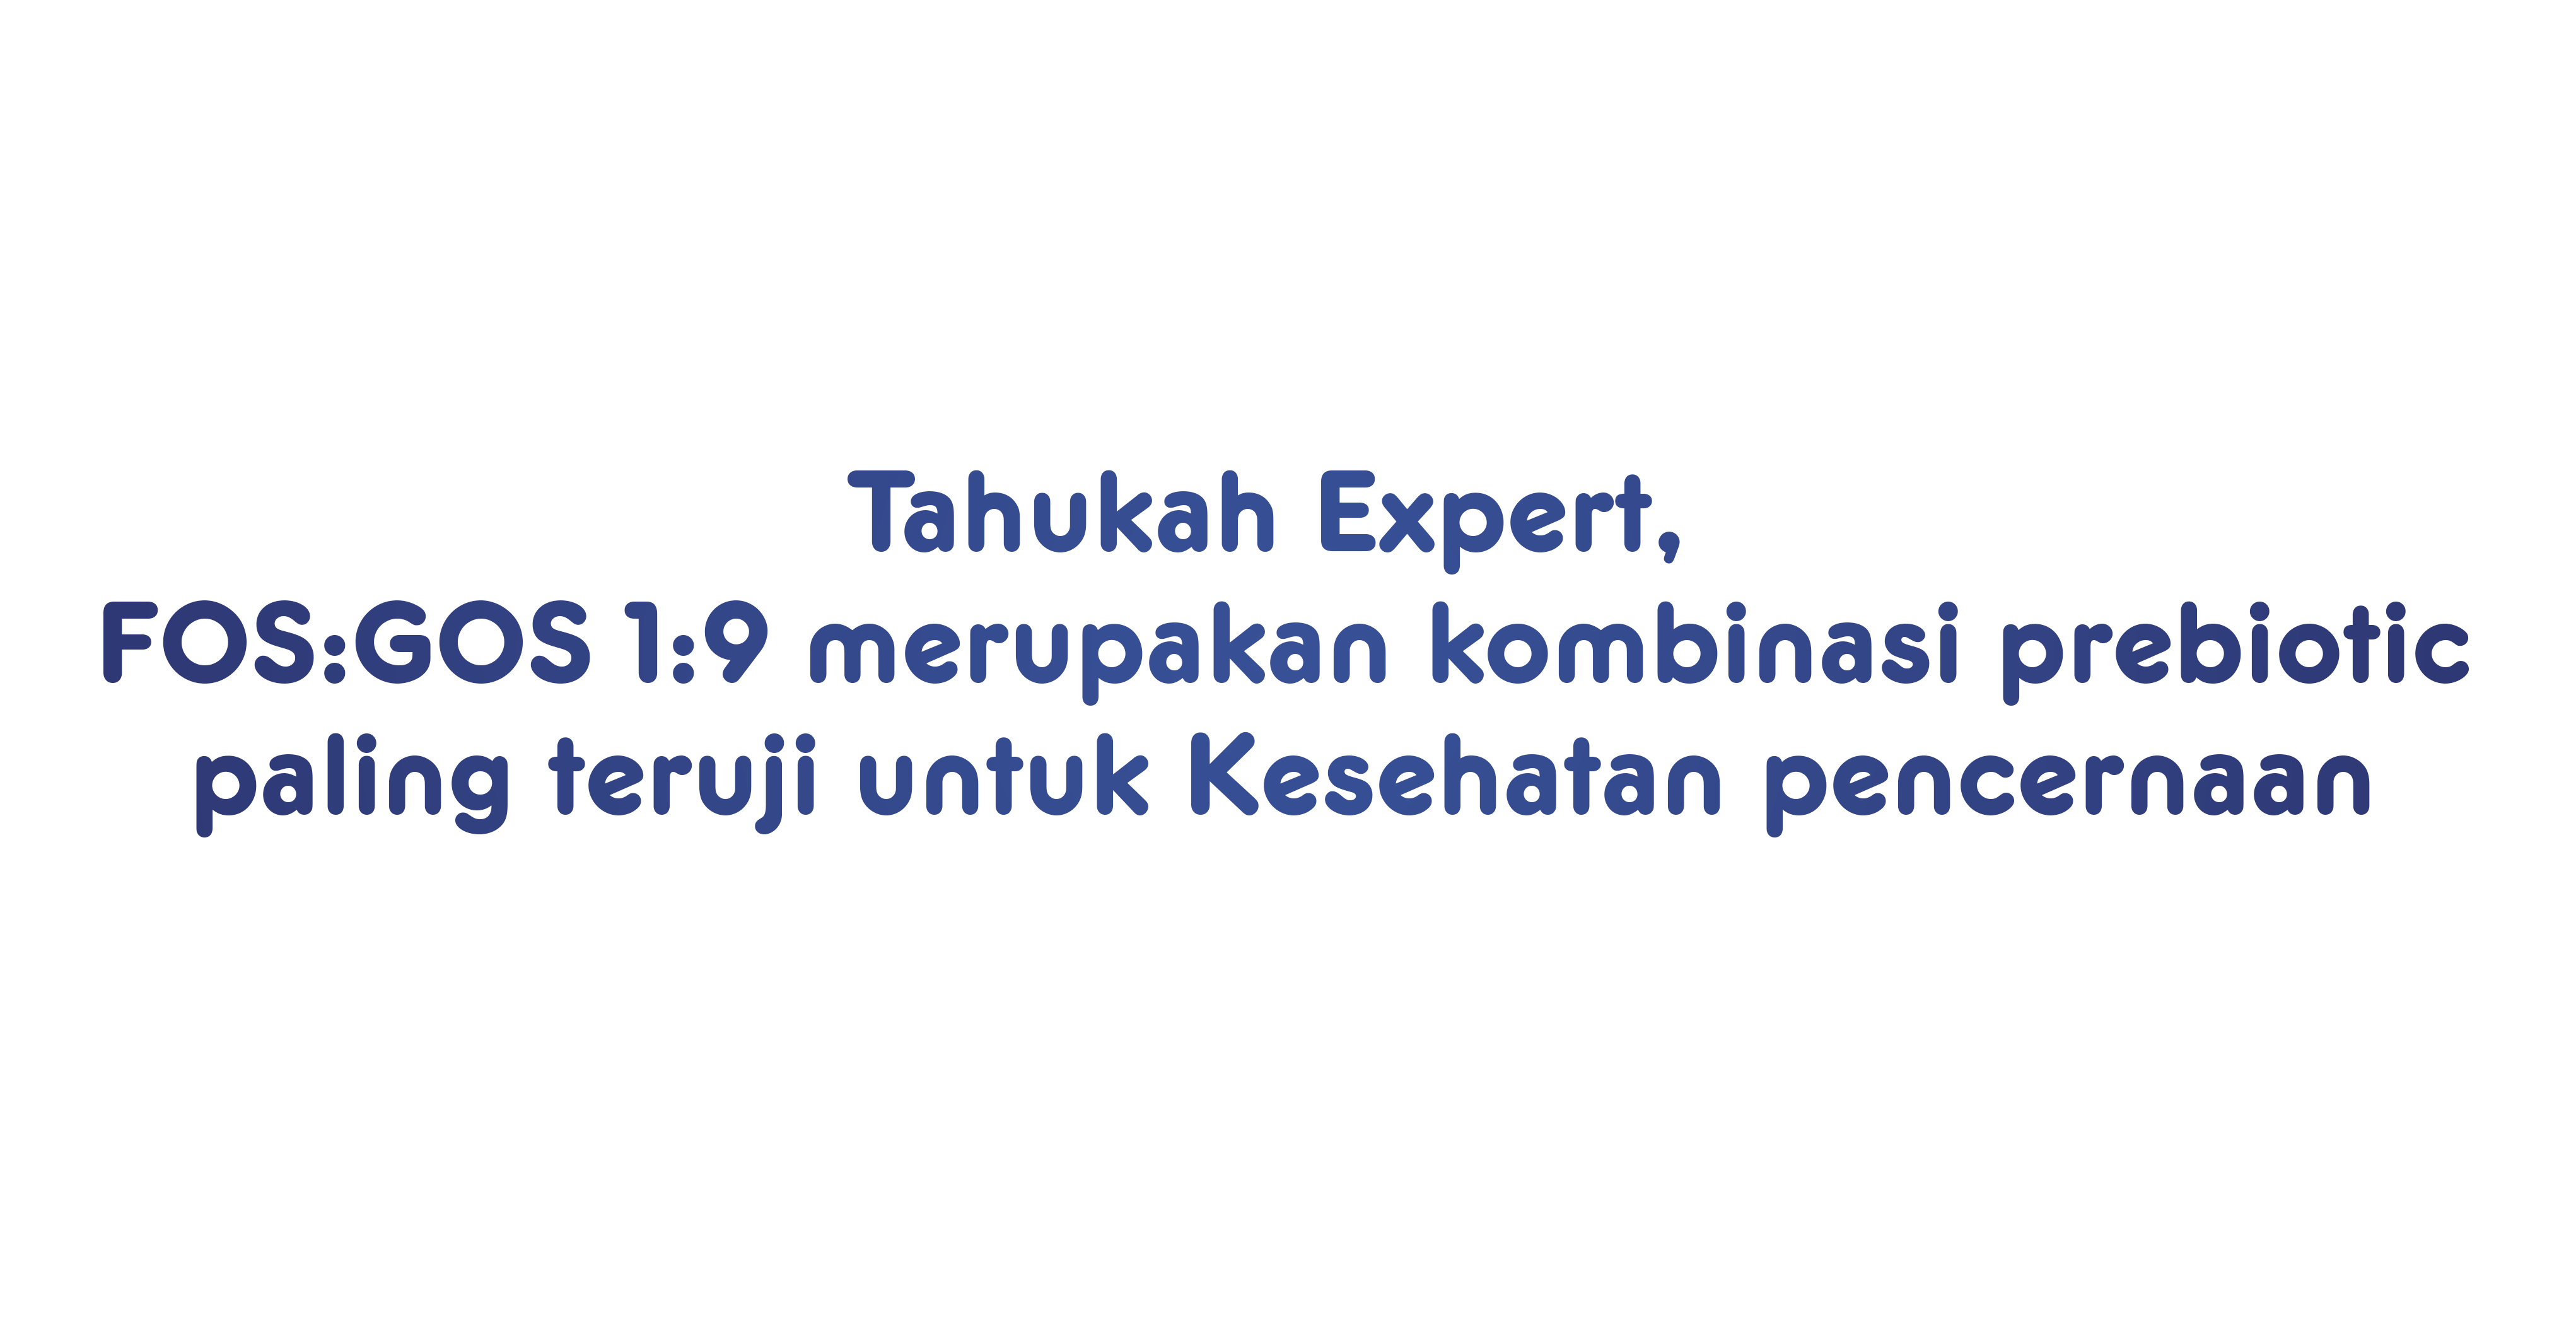 Tahukah Expert,
FOS:GOS 1:9 merupakan kombinasi prebiotic
paling teruji untuk Kesehatan pencernaan